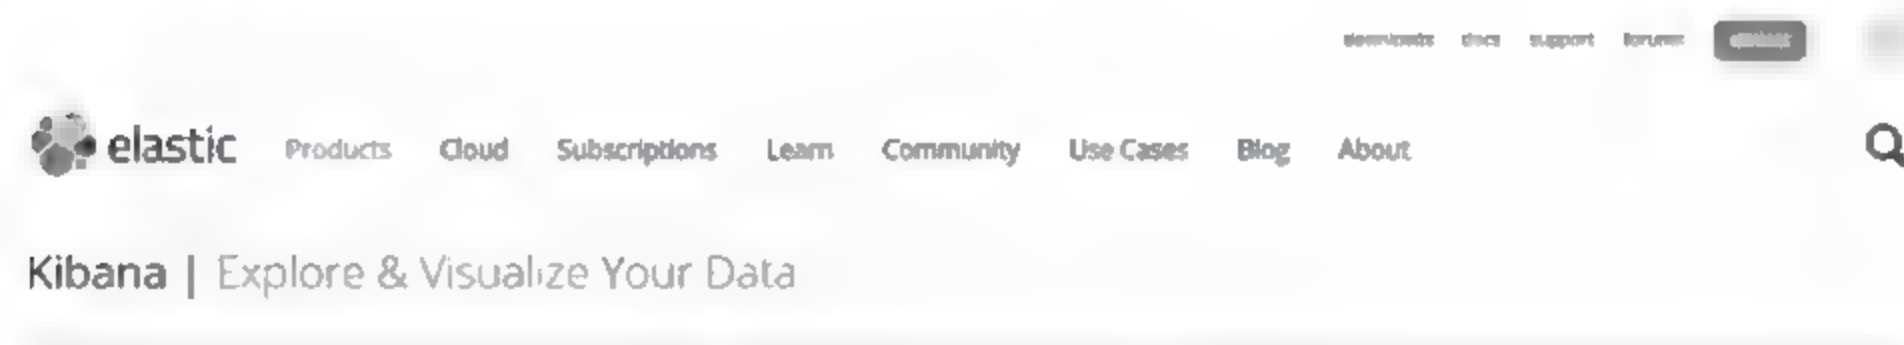 downloads docs support forums
elastic Products Cloud Subscriptions Learn Community Use Cases Blog About
Kibana | Explore & Visualize Your Data